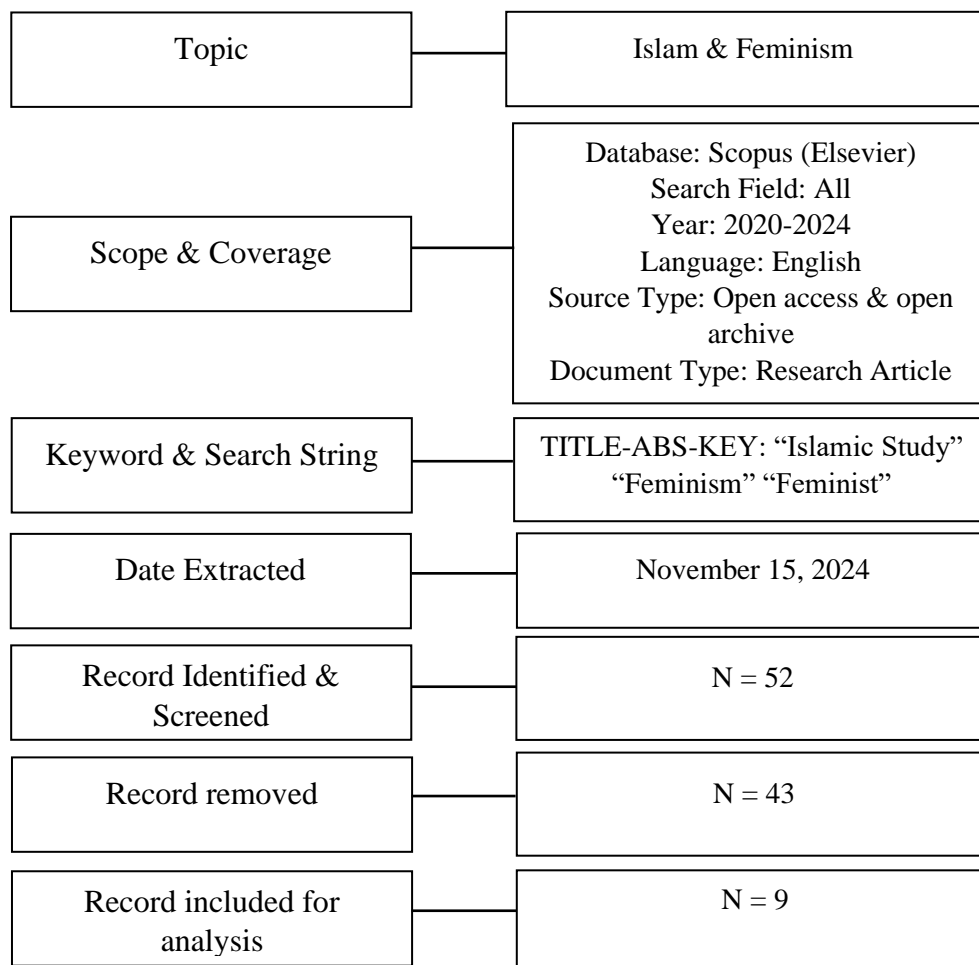 Topic
Islam & Feminism
Scope & Coverage
Database: Scopus (Elsevier)
Search Field: All
Year: 2020-2024
Language: English
Source Type: Open access & open
archive
Document Type: Research Article
Keyword & Search String
TITLE-ABS-KEY: “Islamic Study”
“Feminism” “Feminist”
Date Extracted
November 15, 2024
Record Identified &
Screened
N = 52
Record removed
N = 43
Record included for
analysis
N = 9